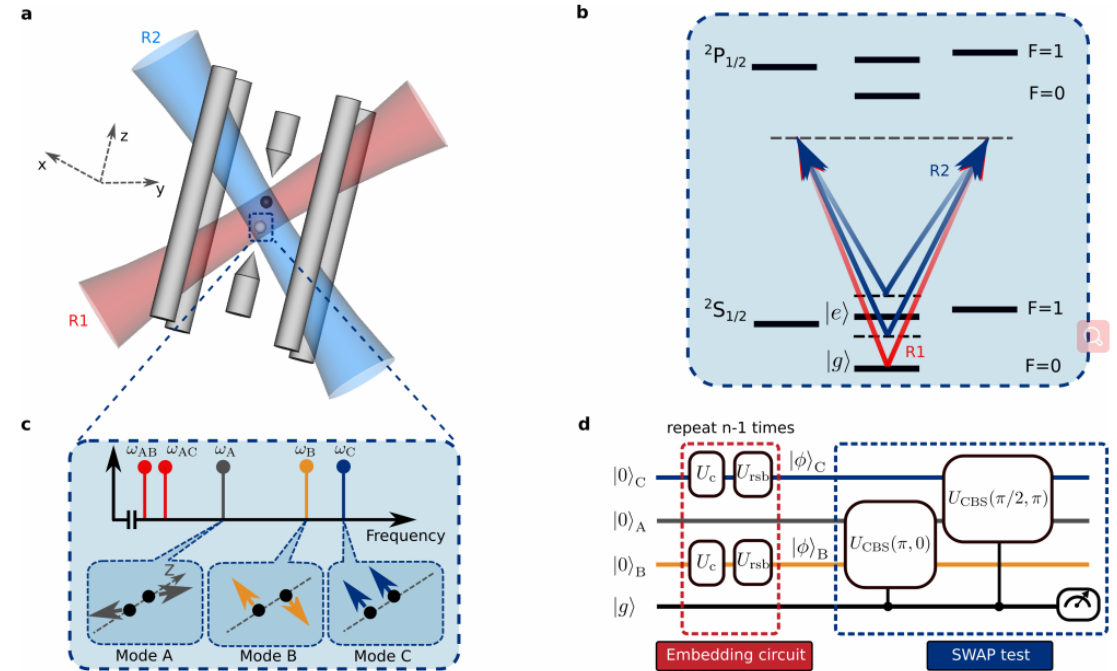 a
R2
z
x
y
R1
b
²P₁/₂
F=1
F=0
R2
²S₁/₂
|e⟩
F=1
R1
|g⟩
F=0
c
ω_AB
ω_AC
ω_A
ω_B
ω_C
Frequency
Z
Mode A
Mode B
Mode C
d
repeat n-1 times
|0⟩_C
U_c
U_rsb
|ϕ⟩_C
U_CBS(π/2, π)
|0⟩_A
U_CBS(π,0)
|0⟩_B
U_c
U_rsb
|ϕ⟩_B
|g⟩
Embedding circuit
SWAP test